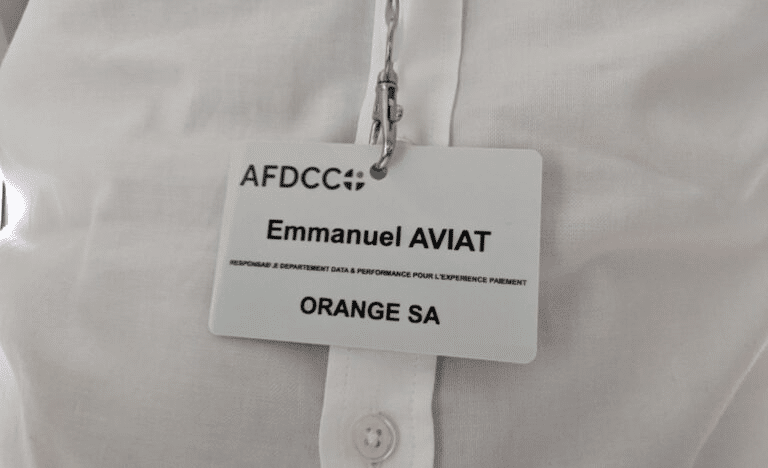 AFDCC
Emmanuel AVIAT
RESPONSABLE DEPARTEMENT DATA & PERFORMANCE POUR L'EXPERIENCE PAIEMENT
ORANGE SA